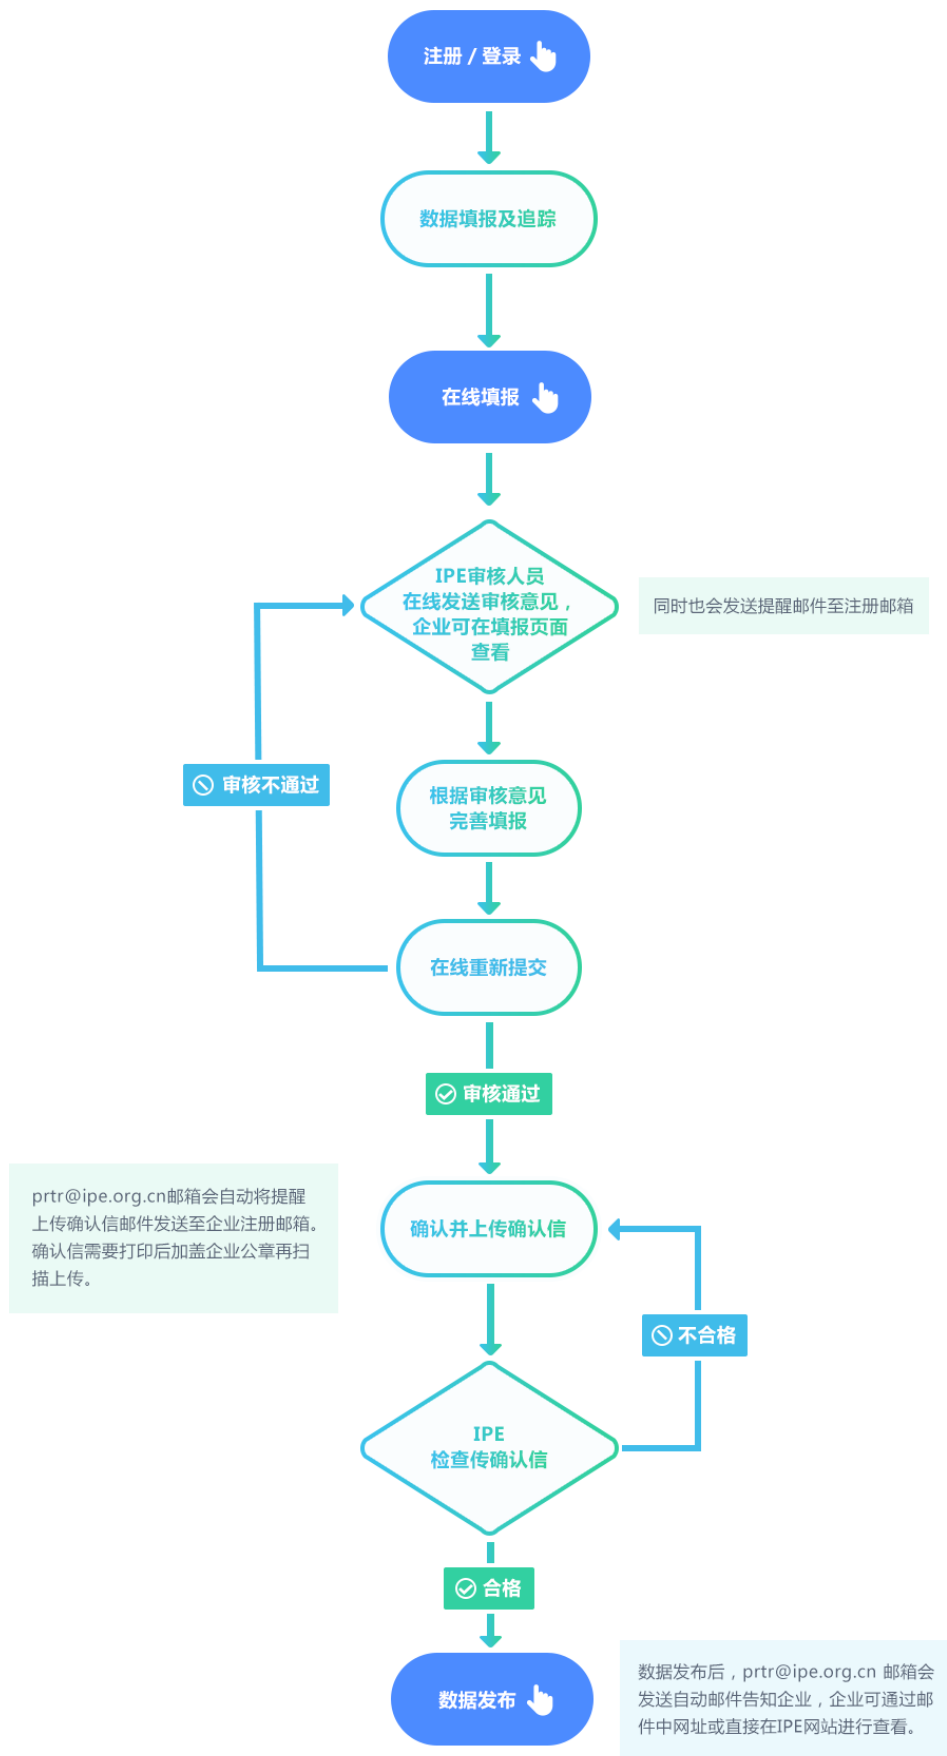 注册 / 登录
数据填报及追踪
在线填报
IPE审核人员
在线发送审核意见，
企业可在填报页面
查看
同时也会发送提醒邮件至注册邮箱
审核不通过
根据审核意见
完善填报
在线重新提交
审核通过
prtr@ipe.org.cn邮箱会自动将提醒
上传确认信邮件发送至企业注册邮箱。
确认信需要打印后加盖企业公章再扫
描上传。
确认并上传确认信
不合格
IPE
检查传确认信
合格
数据发布
数据发布后，prtr@ipe.org.cn 邮箱会
发送自动邮件告知企业，企业可通过邮
件中网址或直接在IPE网站进行查看。